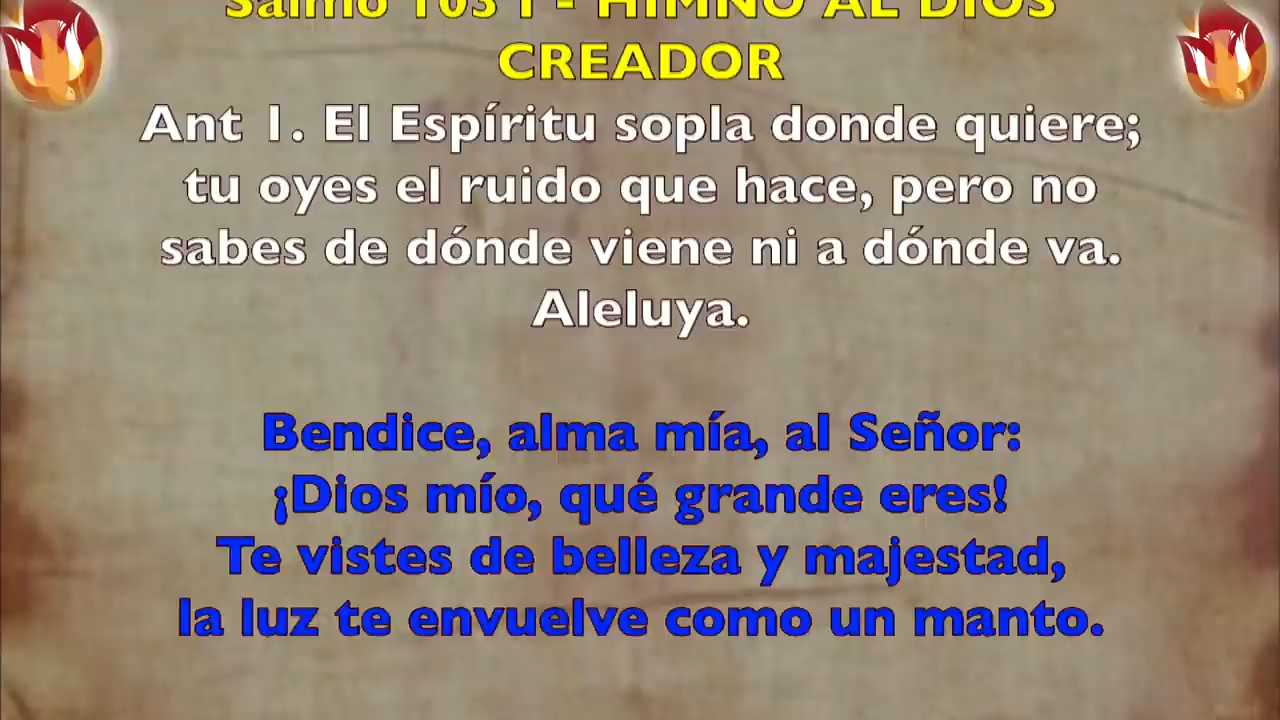 Salmo 103 I - HIMNO AL DIOS
CREADOR
Ant 1. El Espíritu sopla donde quiere;
tu oyes el ruido que hace, pero no
sabes de dónde viene ni a dónde va.
Aleluya.
Bendice, alma mía, al Señor:
¡Dios mío, qué grande eres!
Te vistes de belleza y majestad,
la luz te envuelve como un manto.